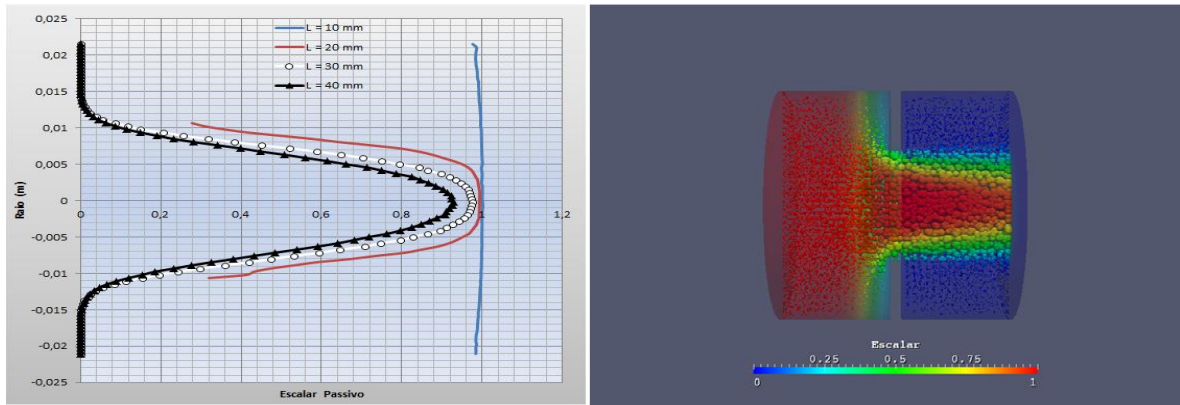 0,025
0,02
0,015
0,01
0,005
0
-0,005
-0,01
-0,015
-0,02
-0,025
Raio (m)
L = 10 mm
L = 20 mm
L = 30 mm
L = 40 mm
0 0,2 0,4 0,6 0,8 1 1,2
Escalar Passivo
Escalar
0.25 0.5 0.75
0 1